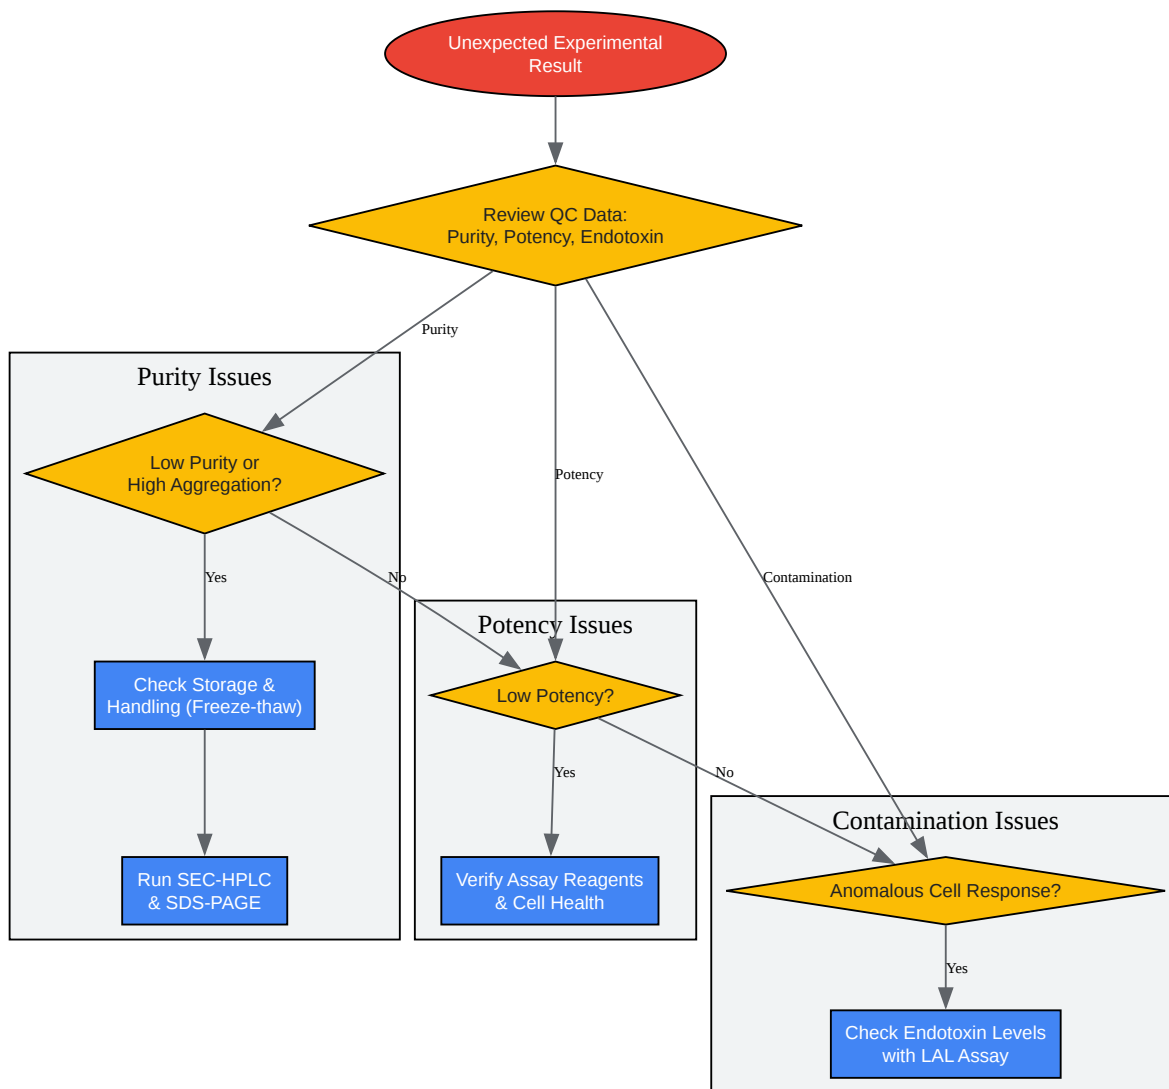 Unexpected Experimental
Result
Review QC Data:
Purity, Potency, Endotoxin
Purity
Purity Issues
Low Purity or
High Aggregation?
Potency
Yes
No
Contamination
Potency Issues
Check Storage &
Handling (Freeze-thaw)
Low Potency?
Yes
No
Contamination Issues
Run SEC-HPLC
& SDS-PAGE
Verify Assay Reagents
& Cell Health
Anomalous Cell Response?
Yes
Check Endotoxin Levels
with LAL Assay